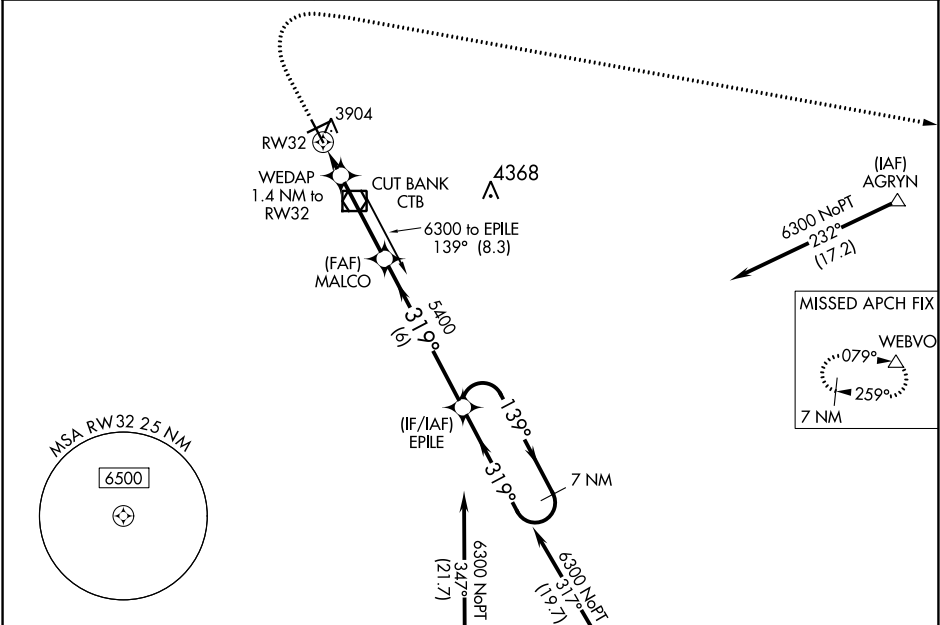 3904
RW32
WEDAP
1.4 NM to
RW32
CUT BANK
CTB
4368
6300 to EPILE
139° (8.3)
(FAF)
MALCO
5400
319°
(6)
(IAF)
AGRYN
6300 NoPT
232°
(17.2)
MISSED APCH FIX
WEBVO
079°
259°
7 NM
(IF/IAF)
EPILE
139°
319°
7 NM
MSA RW32 25 NM
6500
6300 NoPT
347°
(21.7)
6300 NoPT
317°
(19.7)